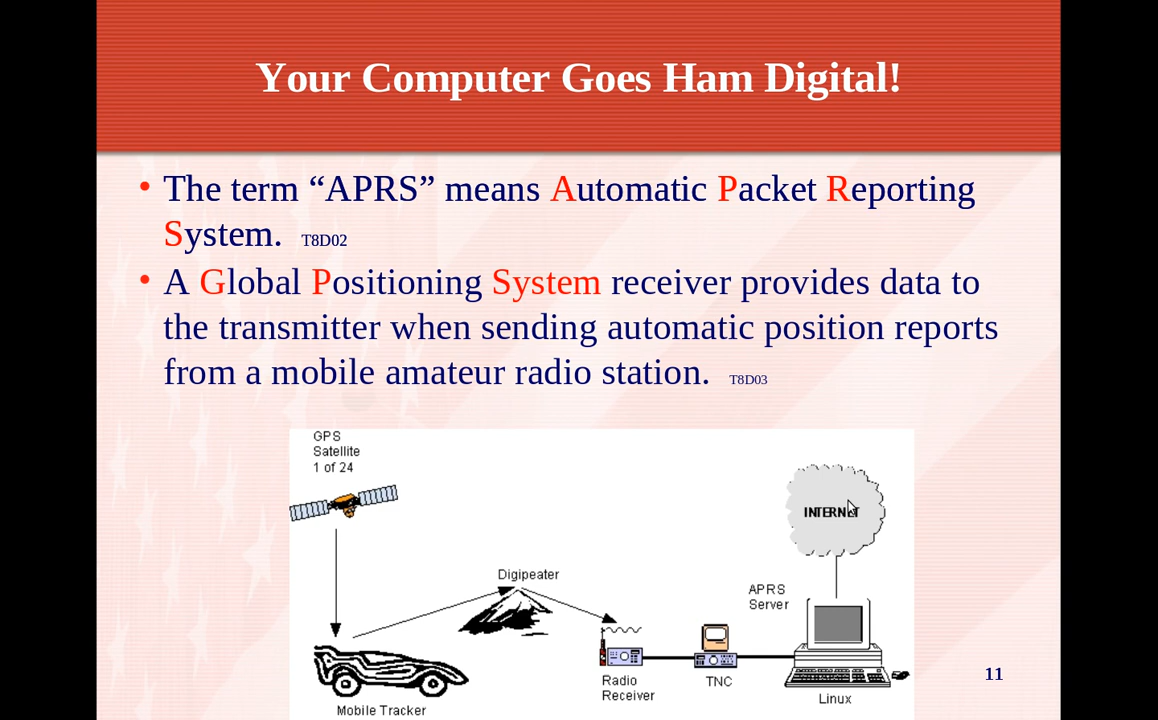 Your Computer Goes Ham Digital!
• The term “APRS” means Automatic Packet Reporting
System. T8D02
• A Global Positioning System receiver provides data to
the transmitter when sending automatic position reports
from a mobile amateur radio station. T8D03
GPS
Satellite
1 of 24
INTERNET
Digipeater
APRS
Server
Radio
Receiver
TNC
Linux
Mobile Tracker
11